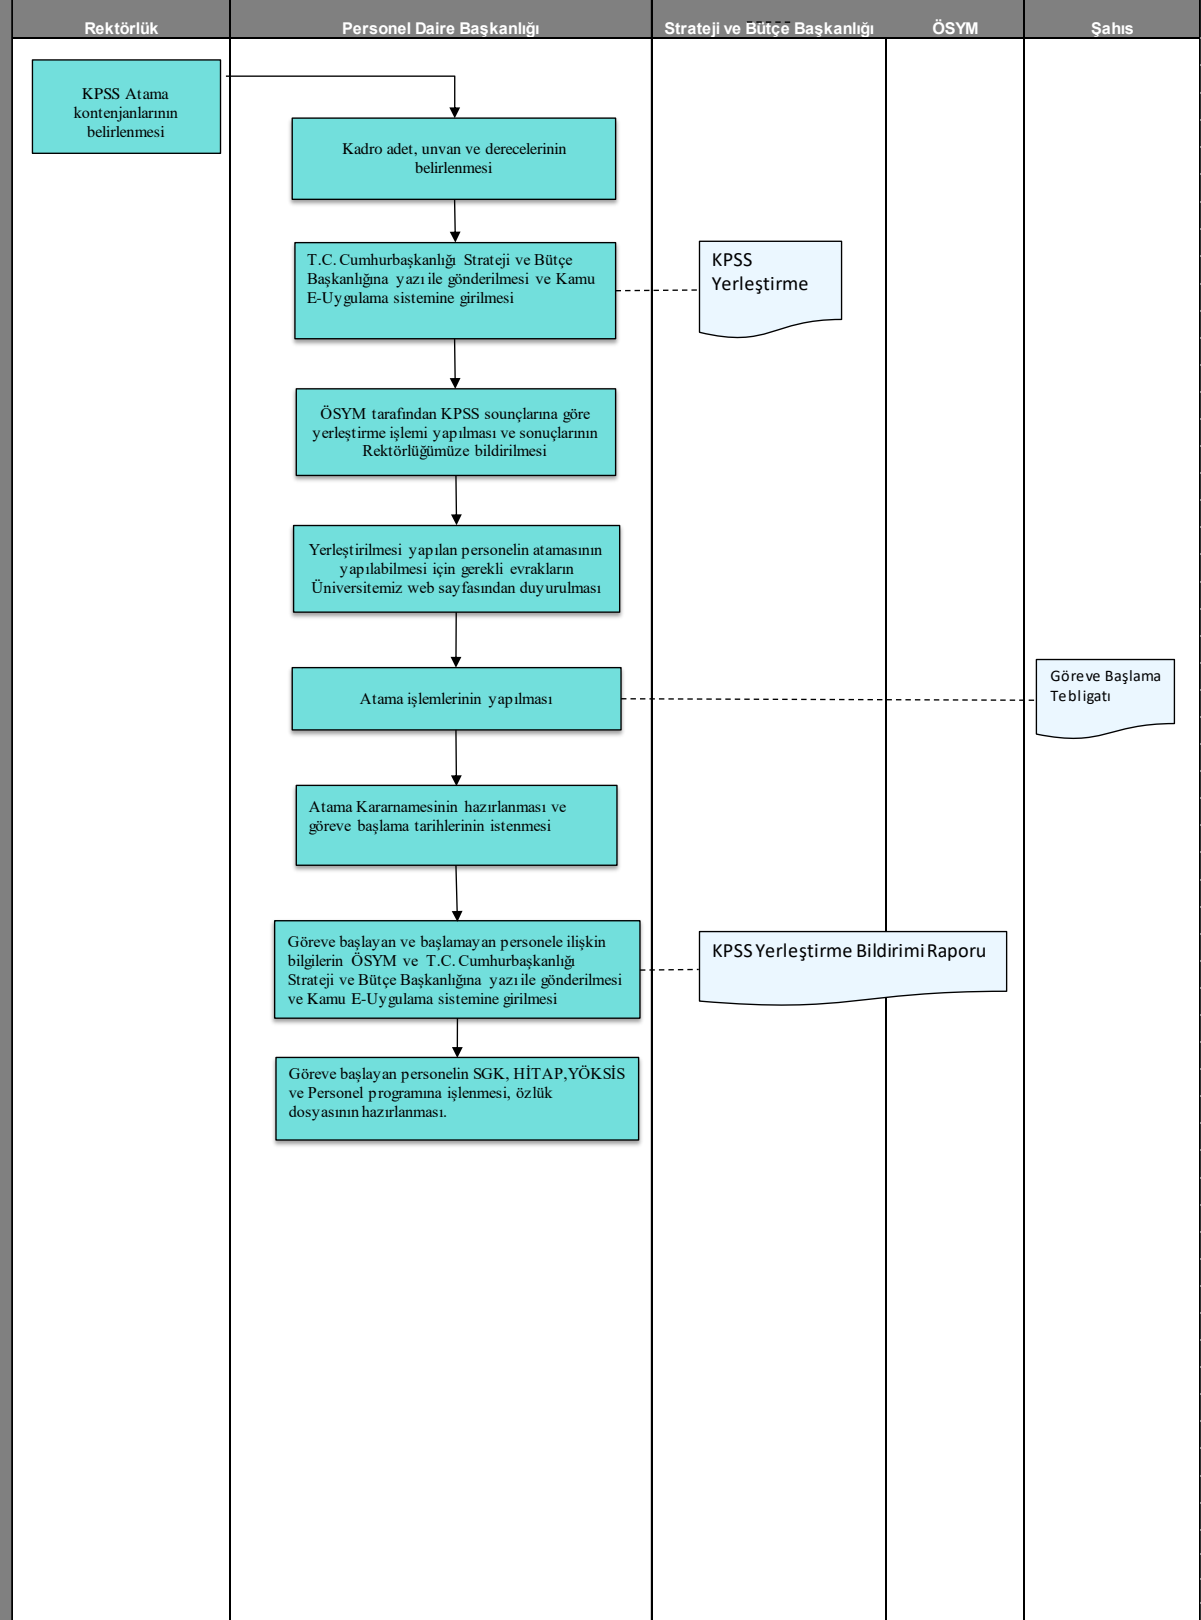 Rektörlük
Personel Daire Başkanlığı
Strateji ve Bütçe Başkanlığı
ÖSYM
Şahıs
KPSS Atama
kontenjanlarının
belirlenmesi
Kadro adet, unvan ve derecelerinin
belirlenmesi
T.C. Cumhurbaşkanlığı Strateji ve Bütçe
Başkanlığına yazı ile gönderilmesi ve Kamu
E-Uygulama sistemine girilmesi
KPSS
Yerleştirme
ÖSYM tarafından KPSS sounçlarına göre
yerleştirme işlemi yapılması ve sonuçlarının
Rektörlüğümüze bildirilmesi
Yerleştirilmesi yapılan personelin atamasının
yapılabilmesi için gerekli evrakların
Üniversitemiz web sayfasından duyurulması
Atama işlemlerinin yapılması
Göreve Başlama
Tebligatı
Atama Kararnamesinin hazırlanması ve
göreve başlama tarihlerinin istenmesi
Göreve başlayan ve başlamayan personele ilişkin
bilgilerin ÖSYM ve T.C. Cumhurbaşkanlığı
Strateji ve Bütçe Başkanlığına yazı ile gönderilmesi
ve Kamu E-Uygulama sistemine girilmesi
KPSS Yerleştirme Bildirimi Raporu
Göreve başlayan personelin SGK, HİTAP,YÖKSİS
ve Personel programına işlenmesi, özlük
dosyasının hazırlanması.